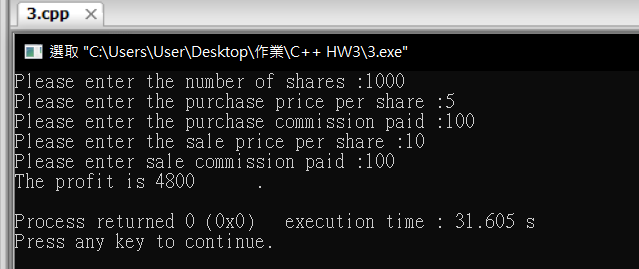 3.cpp ×
選取 "C:\Users\User\Desktop\作業\C++ HW3\3.exe"
Please enter the number of shares :1000
Please enter the purchase price per share :5
Please enter the purchase commission paid :100
Please enter the sale price per share :10
Please enter sale commission paid :100
The profit is 4800      .
Process returned 0 (0x0)   execution time : 31.605 s
Press any key to continue.